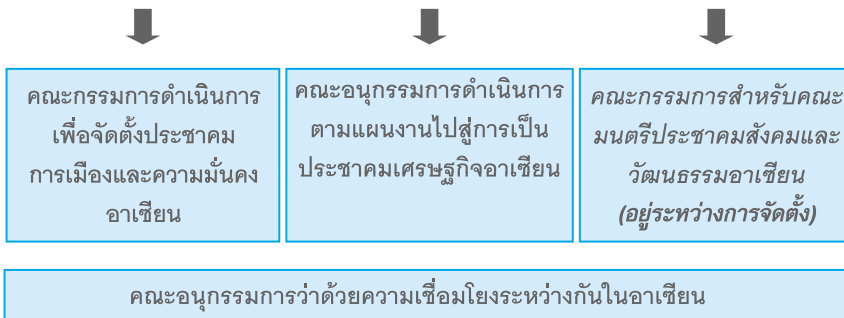 คณะกรรมการดำเนินการ
เพื่อจัดตั้งประชาคม
การเมืองและความมั่นคง
อาเซียน
คณะอนุกรรมการดำเนินการ
ตามแผนงานไปสู่การเป็น
ประชาคมเศรษฐกิจอาเซียน
คณะกรรมการสำหรับคณะ
มนตรีประชาคมสังคมและ
วัฒนธรรมอาเซียน
(อยู่ระหว่างการจัดตั้ง)
คณะอนุกรรมการว่าด้วยความเชื่อมโยงระหว่างกันในอาเซียน